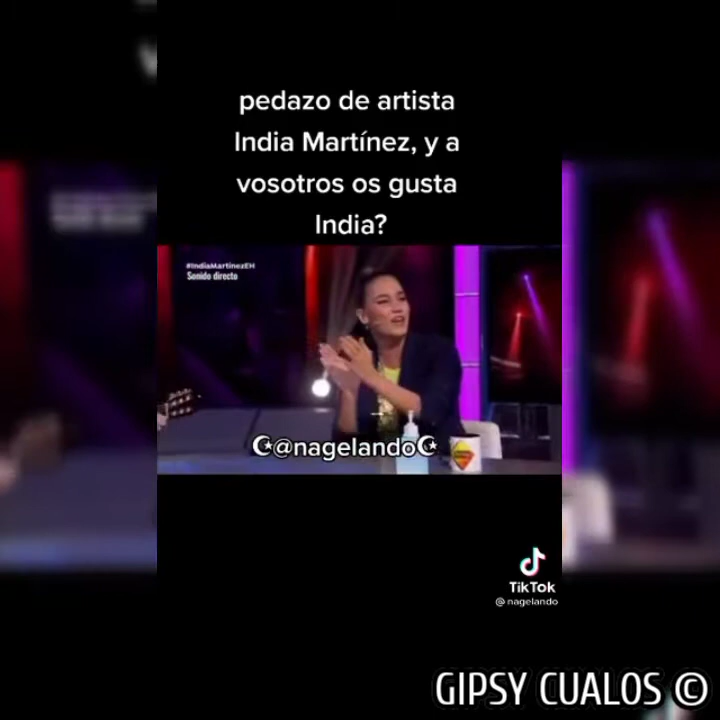 pedazo de artista
India Martínez, y a
vosotros os gusta
India?
#IndiaMartinezEH
Sonido directo
@nagelando
TikTok
@nagelando
GIPSY CUALOS ©